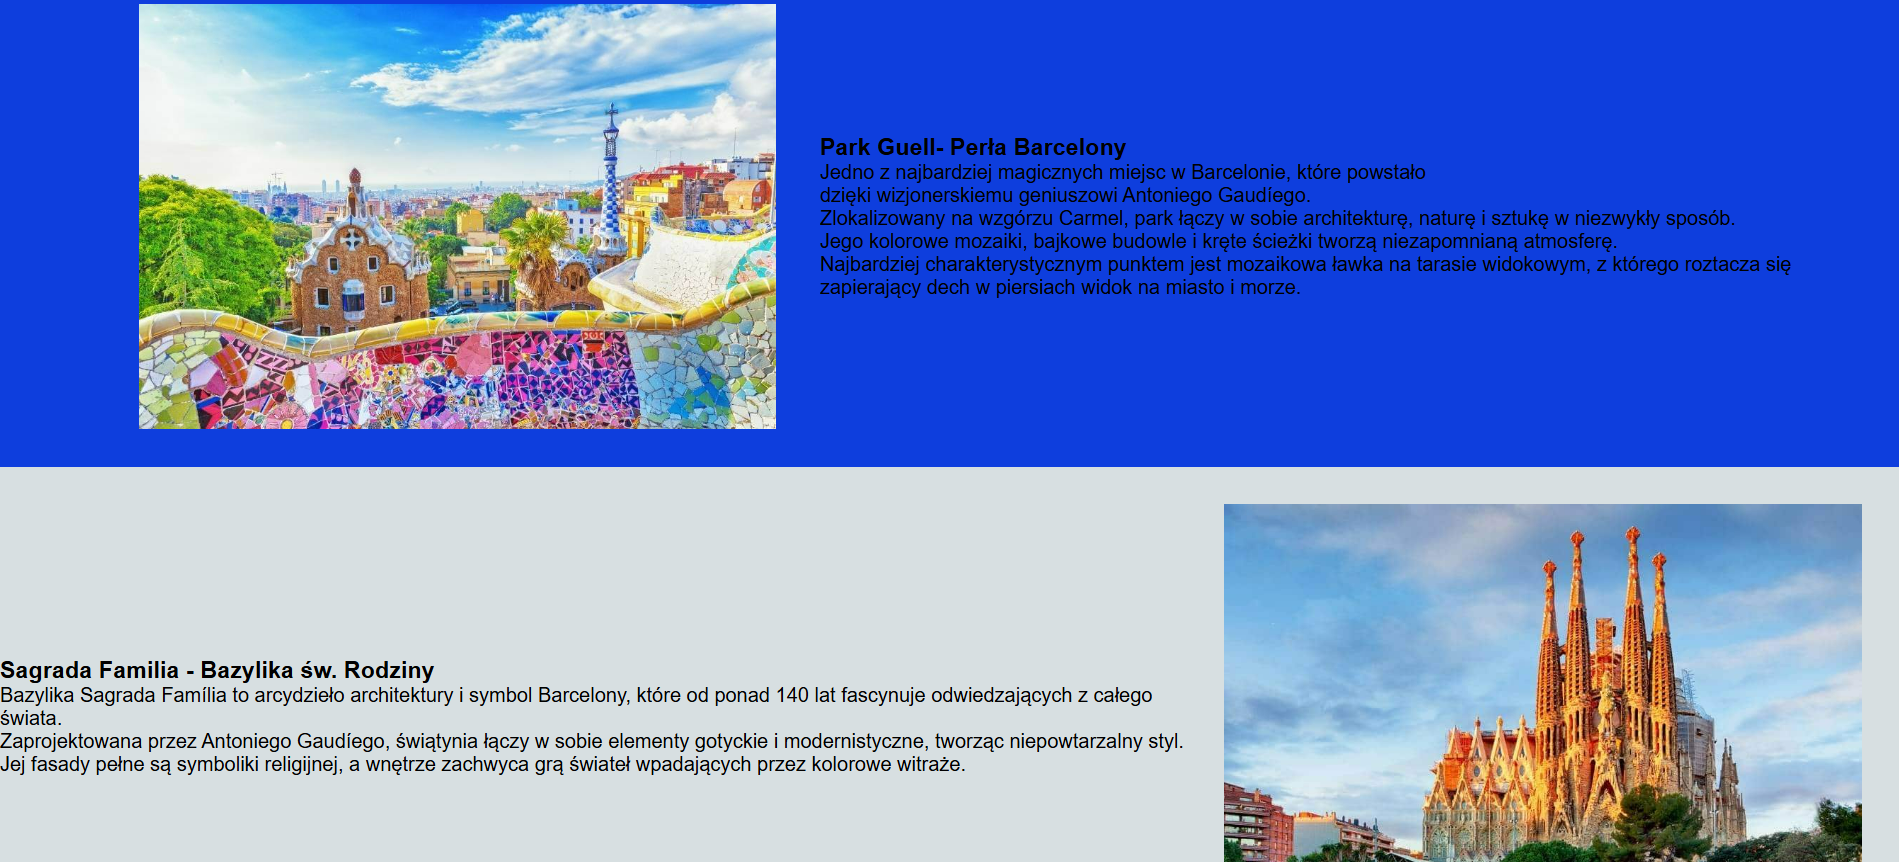 Park Guell- Perła Barcelony
Jedno z najbardziej magicznych miejsc w Barcelonie, które powstało
dzięki wizjonerskiemu geniuszowi Antoniego Gaudíego.
Zlokalizowany na wzgórzu Carmel, park łączy w sobie architekturę, naturę i sztukę w niezwykły sposób.
Jego kolorowe mozaiki, bajkowe budowle i kręte ścieżki tworzą niezapomnianą atmosferę.
Najbardziej charakterystycznym punktem jest mozaikowa ławka na tarasie widokowym, z którego roztacza się
zapierający dech w piersiach widok na miasto i morze.
Sagrada Familia - Bazylika św. Rodziny
Bazylika Sagrada Família to arcydzieło architektury i symbol Barcelony, które od ponad 140 lat fascynuje odwiedzających z całego
świata.
Zaprojektowana przez Antoniego Gaudíego, świątynia łączy w sobie elementy gotyckie i modernistyczne, tworząc niepowtarzalny styl.
Jej fasady pełne są symboliki religijnej, a wnętrze zachwyca grą świateł wpadających przez kolorowe witraże.